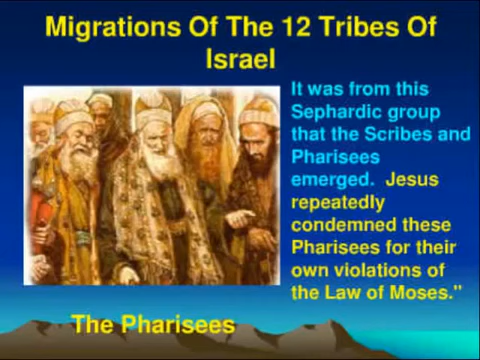 Migrations Of The 12 Tribes Of
Israel
It was from this
Sephardic group
that the Scribes and
Pharisees
emerged. Jesus
repeatedly
condemned these
Pharisees for their
own violations of
the Law of Moses."
The Pharisees